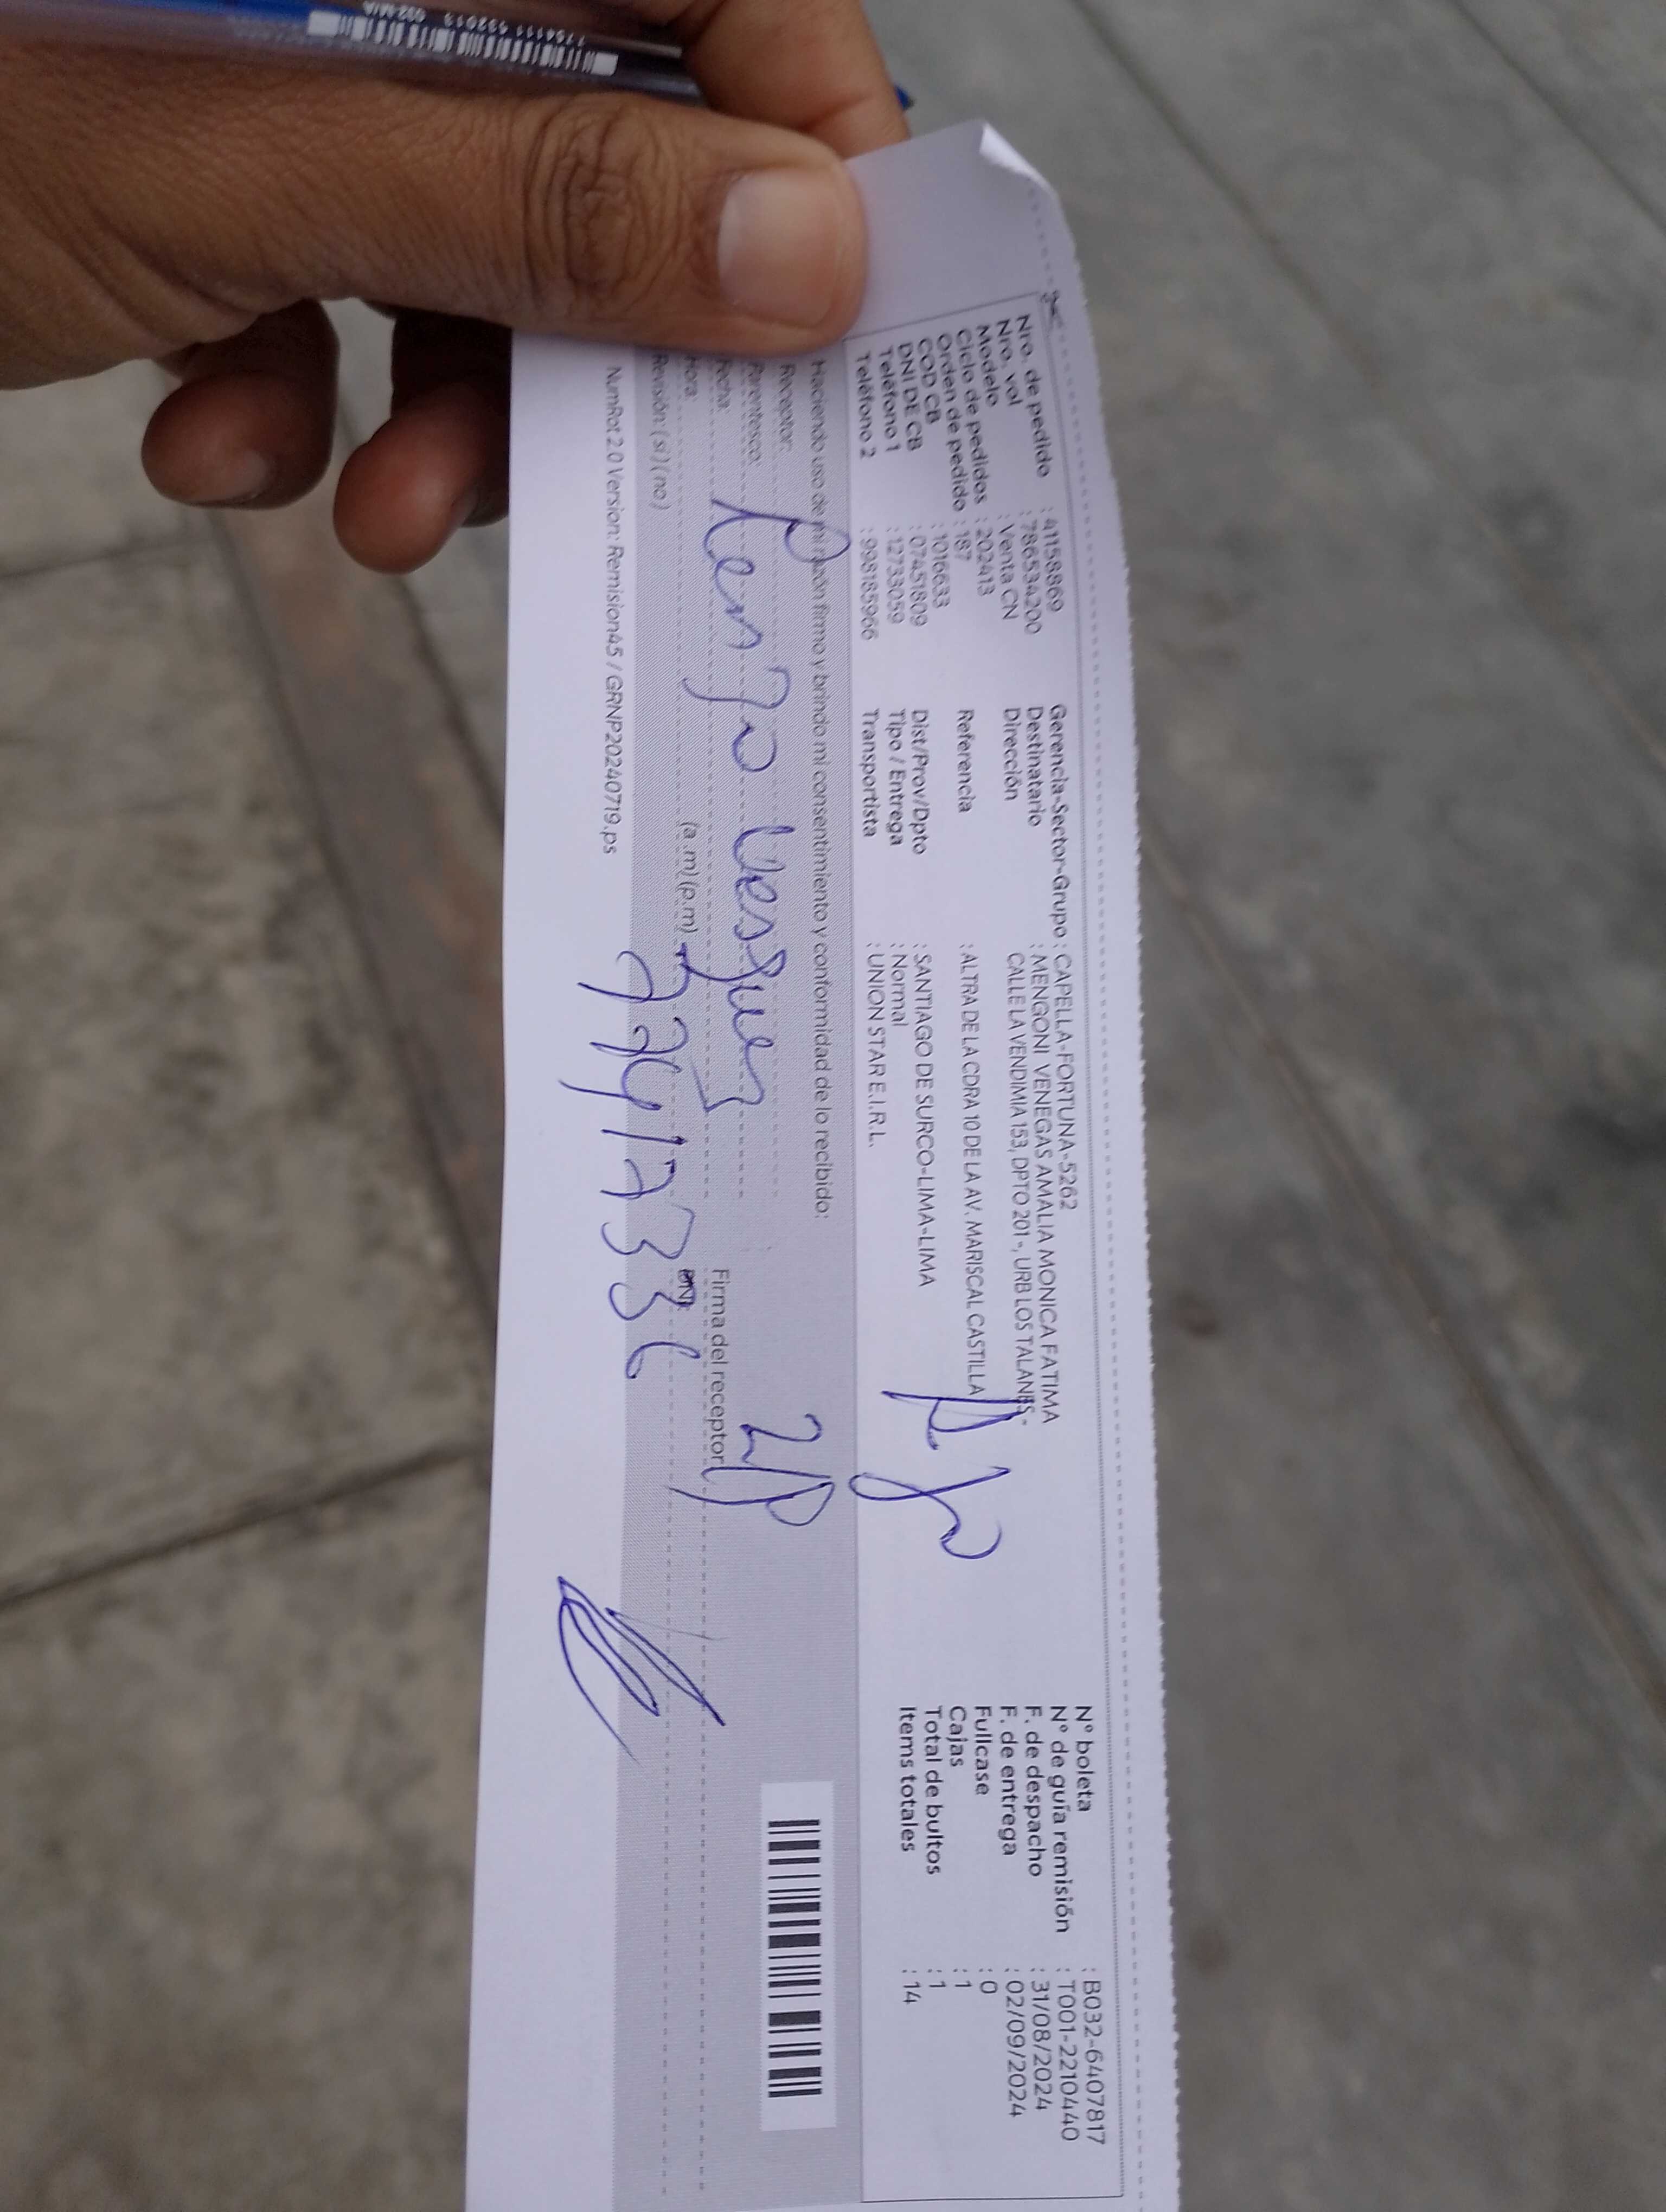 Nro. de pedido : 41158869
Nro. vol : 786534200
Modelo : Venta CN
Ciclo de pedidos : 202413
Orden de pedido : 187
COD CB : 1016633
DNI DE CB : 07451809
Teléfono 1 : 12733059
Teléfono 2 : 998185966
Gerencia-Sector-Grupo : CAPELLA-FORTUNA-5262
Destinatario : MENGONI VENEGAS AMALIA MONICA FATIMA
Dirección CALLE LA VENDIMIA 153, DPTO 201-, URB LOS TALANES -
Referencia : ALTRA DE LA CDRA 10 DE LA AV. MARISCAL CASTILLA
Dist/Prov/Dpto : SANTIAGO DE SURCO-LIMA-LIMA
Tipo / Entrega : Normal
Transportista : UNION STAR E.I.R.L.
N° boleta : B032-6407817
N° de guía remisión : T001-2210440
F. de despacho : 31/08/2024
F. de entrega : 02/09/2024
Fullcase : 0
Cajas : 1
Total de bultos : 1
Items totales : 14
Haciendo uso de mi razón firmo y brindo mi consentimiento y conformidad de lo recibido:
Receptor:
Parentesco:
Fecha:
Hora: (a.m) (p.m)
Revisión: ( si ) ( no )
Firma del receptor
DNI:
NumRot 2.0 Version: Remision45 / GRNP20240719.ps